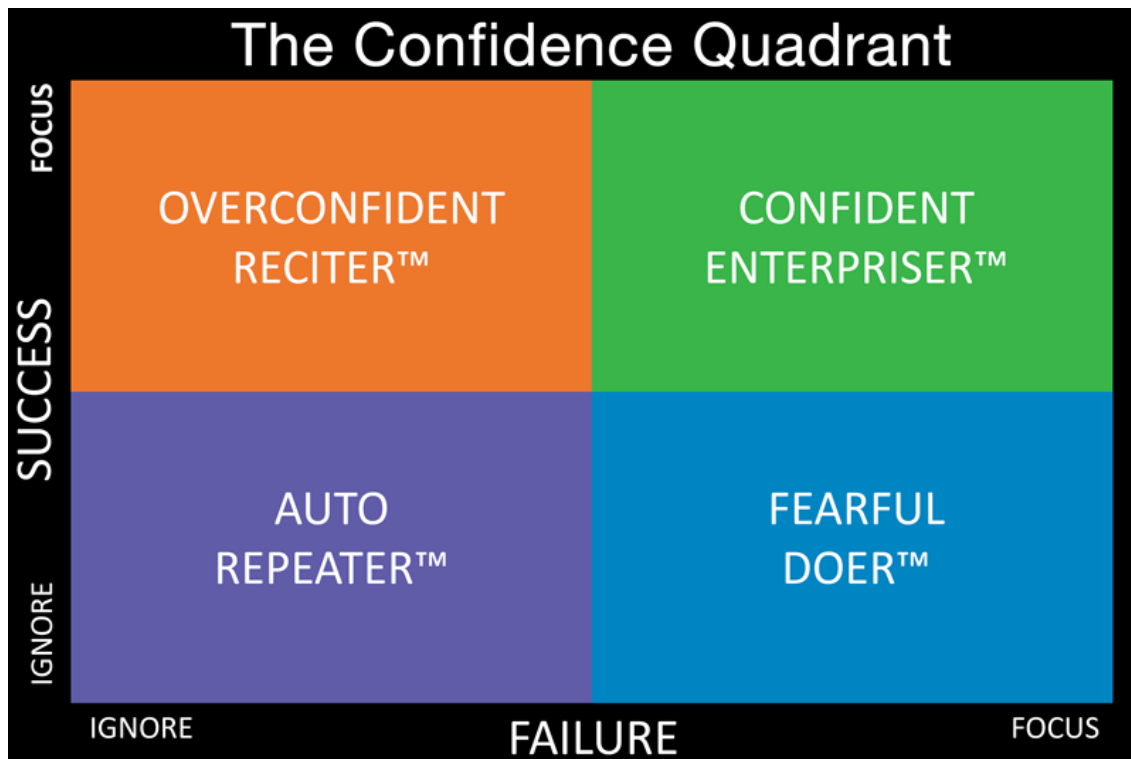 The Confidence Quadrant
FOCUS
OVERCONFIDENT
RECITER™
CONFIDENT
ENTERPRISER™
SUCCESS
AUTO
REPEATER™
FEARFUL
DOER™
IGNORE
IGNORE
FAILURE
FOCUS